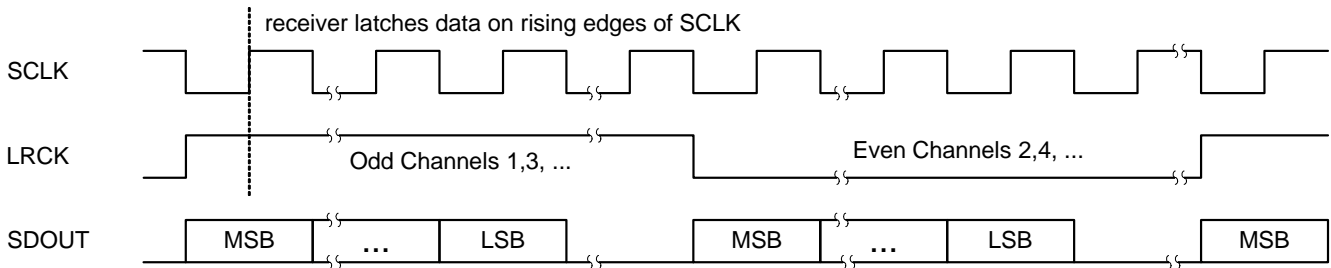 receiver latches data on rising edges of SCLK
SCLK
LRCK
Odd Channels 1,3, ...
Even Channels 2,4, ...
SDOUT
MSB
...
LSB
MSB
...
LSB
MSB